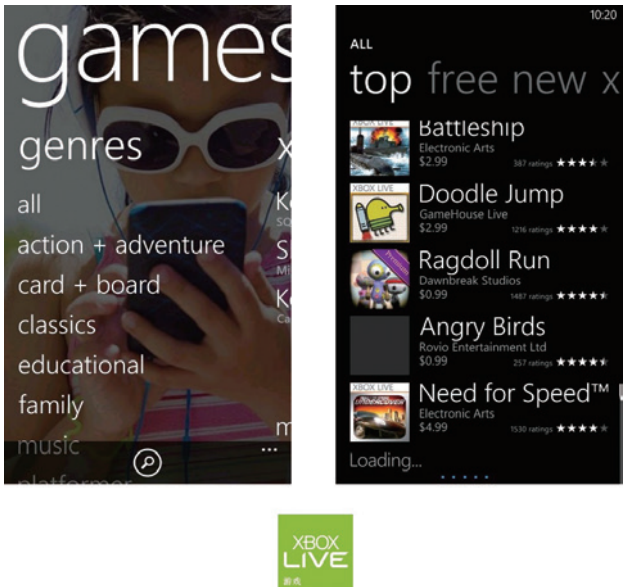 games
genres
all
action + adventure
card + board
classics
educational
family
music
platformer
10:20
ALL
top free new x
Battleship
Electronic Arts
$2.99
387 ratings
XBOX LIVE
Doodle Jump
GameHouse Live
$2.99
1216 ratings
Premium
Ragdoll Run
Dawnbreak Studios
$0.99
1487 ratings
Angry Birds
Rovio Entertainment Ltd
$0.99
257 ratings
XBOX LIVE
Need for Speed™ U
Electronic Arts
$4.99
1530 ratings
Loading...
XBOX
LIVE
游戏